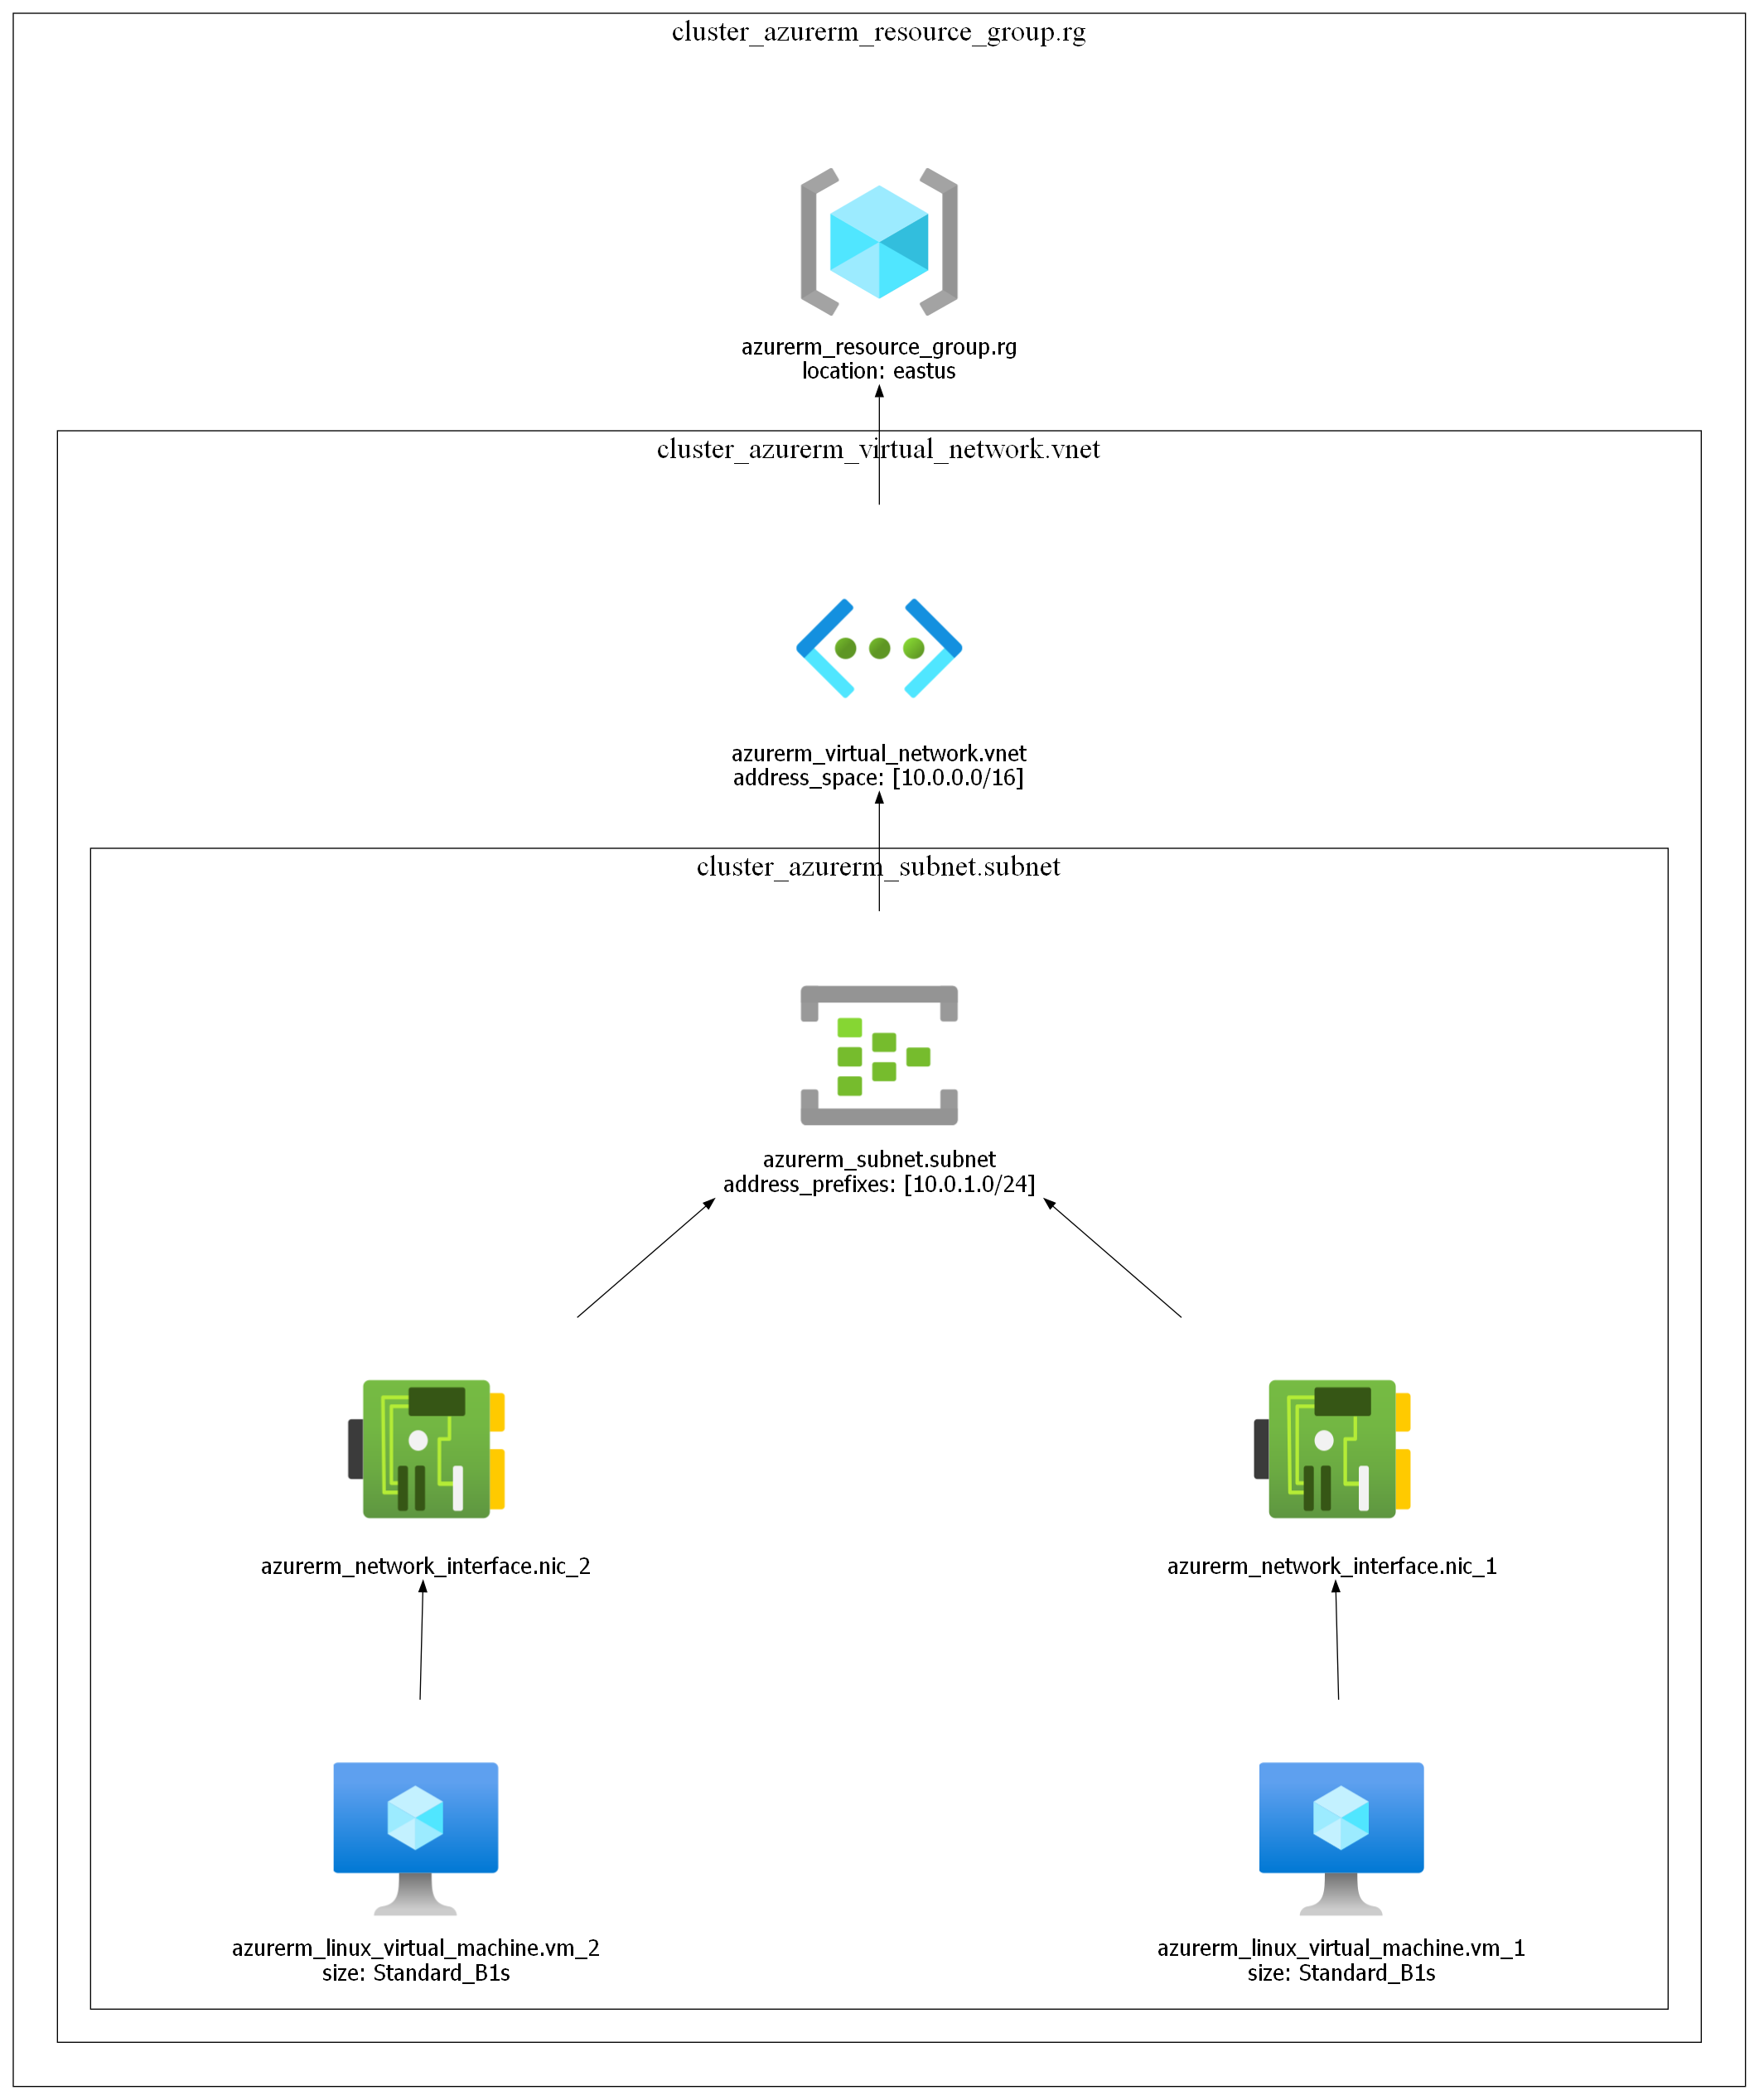 cluster_azurerm_resource_group.rg
azurerm_resource_group.rg
location: eastus
cluster_azurerm_virtual_network.vnet
azurerm_virtual_network.vnet
address_space: [10.0.0.0/16]
cluster_azurerm_subnet.subnet
azurerm_subnet.subnet
address_prefixes: [10.0.1.0/24]
azurerm_network_interface.nic_2
azurerm_network_interface.nic_1
azurerm_linux_virtual_machine.vm_2
size: Standard_B1s
azurerm_linux_virtual_machine.vm_1
size: Standard_B1s